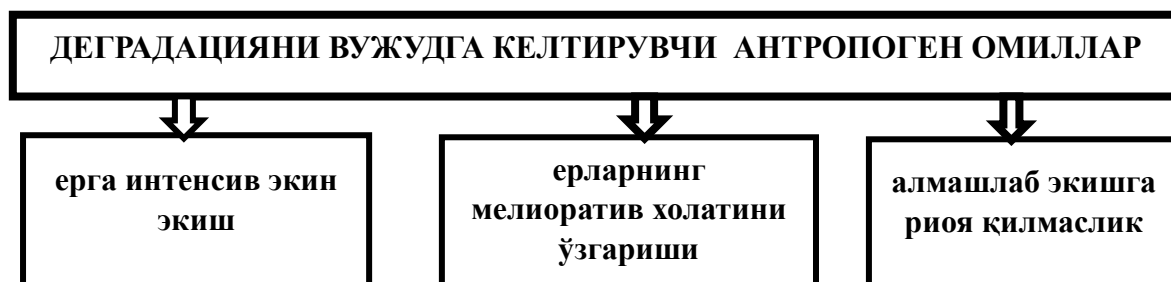 ДЕГРАДАЦИЯНИ ВУЖУДГА КЕЛТИРУВЧИ АНТРОПОГЕН ОМИЛЛАР
ерга интенсив экин
экиш
ерларнинг
мелиоратив холатини
ўзгариши
алмашлаб экишга
риоя қилмаслик